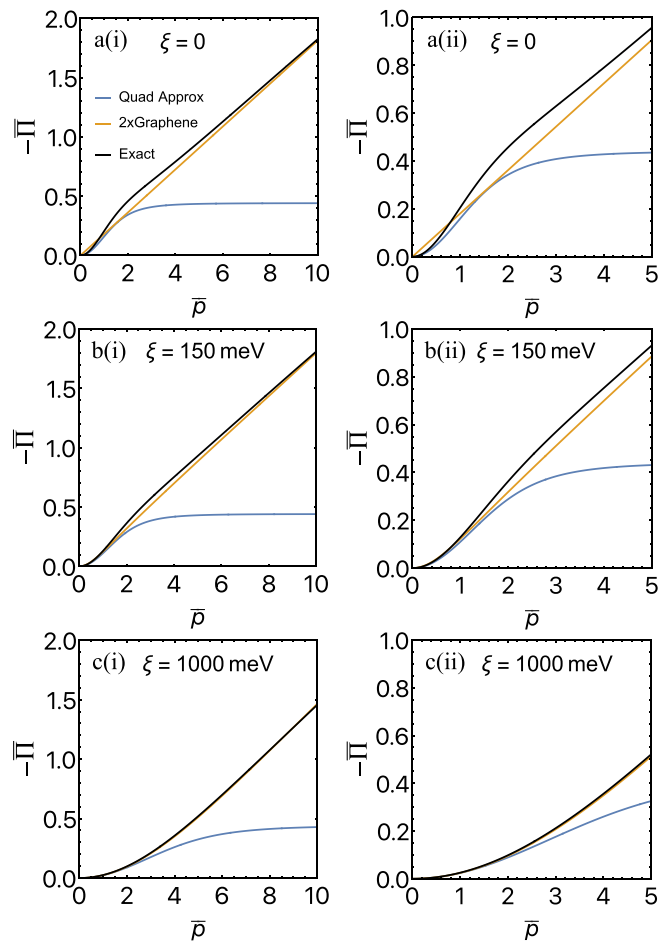 a(i) ξ = 0
Quad Approx
2xGraphene
Exact
2.0
1.5
1.0
0.5
0.0
−Π̅
0 2 4 6 8 10
p̅
a(ii) ξ = 0
1.0
0.8
0.6
0.4
0.2
0.0
−Π̅
0 1 2 3 4 5
p̅
b(i) ξ = 150 meV
2.0
1.5
1.0
0.5
0.0
−Π̅
0 2 4 6 8 10
p̅
b(ii) ξ = 150 meV
1.0
0.8
0.6
0.4
0.2
0.0
−Π̅
0 1 2 3 4 5
p̅
c(i) ξ = 1000 meV
2.0
1.5
1.0
0.5
0.0
−Π̅
0 2 4 6 8 10
p̅
c(ii) ξ = 1000 meV
1.0
0.8
0.6
0.4
0.2
0.0
−Π̅
0 1 2 3 4 5
p̅